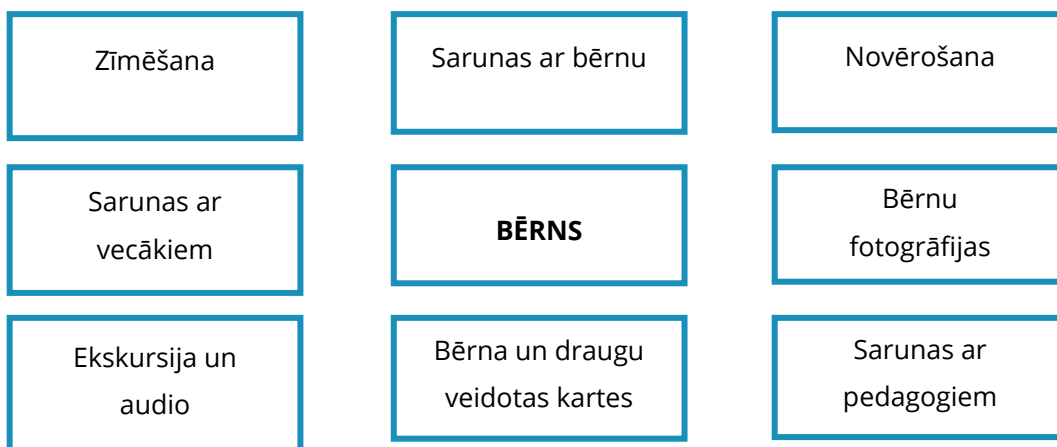 Zīmēšana
Sarunas ar bērnu
Novērošana
Sarunas ar
vecākiem
BĒRNS
Bērnu
fotogrāfijas
Ekskursija un
audio
Bērna un draugu
veidotas kartes
Sarunas ar
pedagogiem